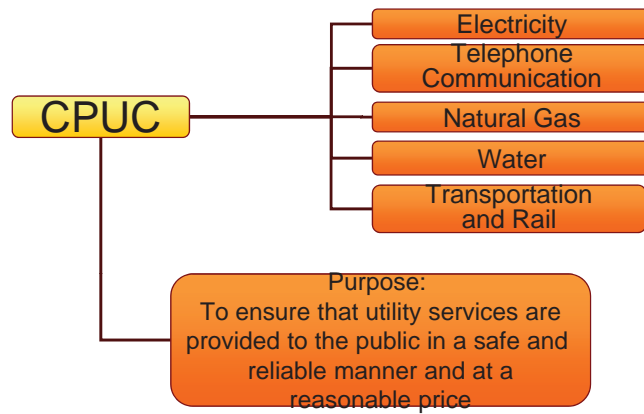 Electricity
Telephone
Communication
CPUC
Natural Gas
Water
Transportation
and Rail
Purpose:
To ensure that utility services are
provided to the public in a safe and
reliable manner and at a
reasonable price